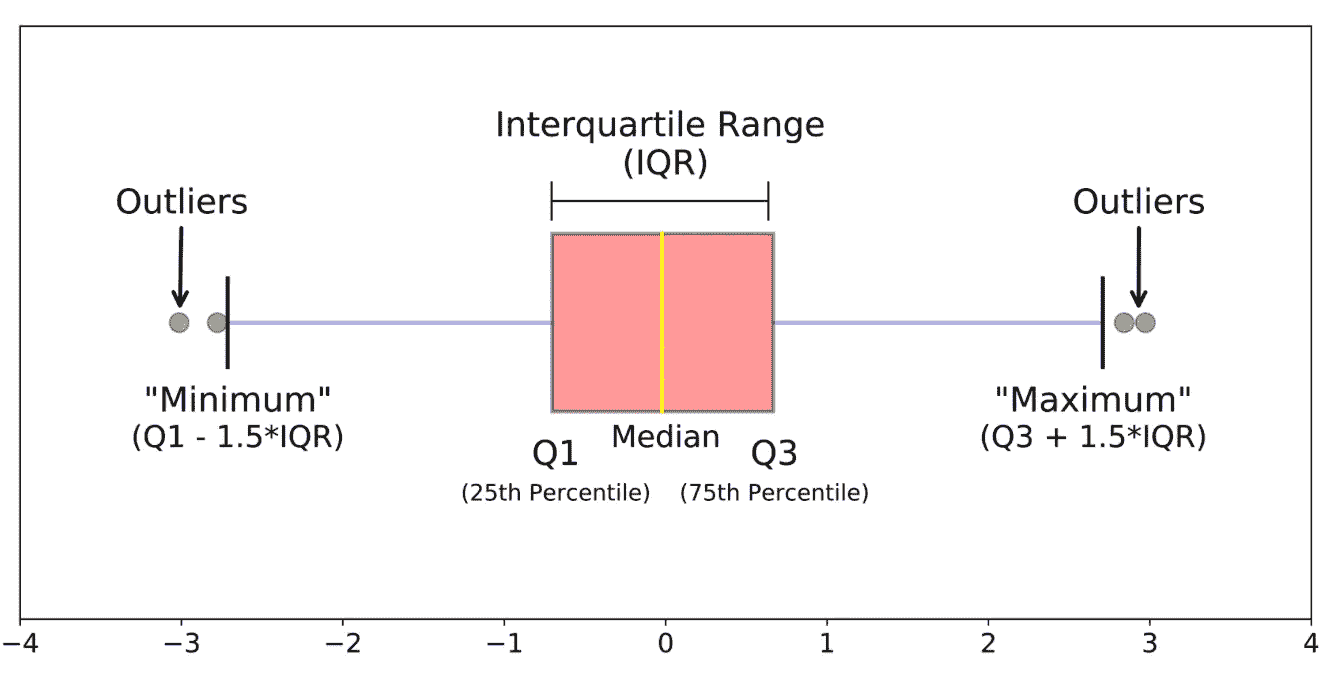 Interquartile Range
(IQR)
Outliers
Outliers
"Minimum"
(Q1 - 1.5*IQR)
"Maximum"
(Q3 + 1.5*IQR)
Q1
Median
Q3
(25th Percentile)
(75th Percentile)
−4
−3
−2
−1
0
1
2
3
4